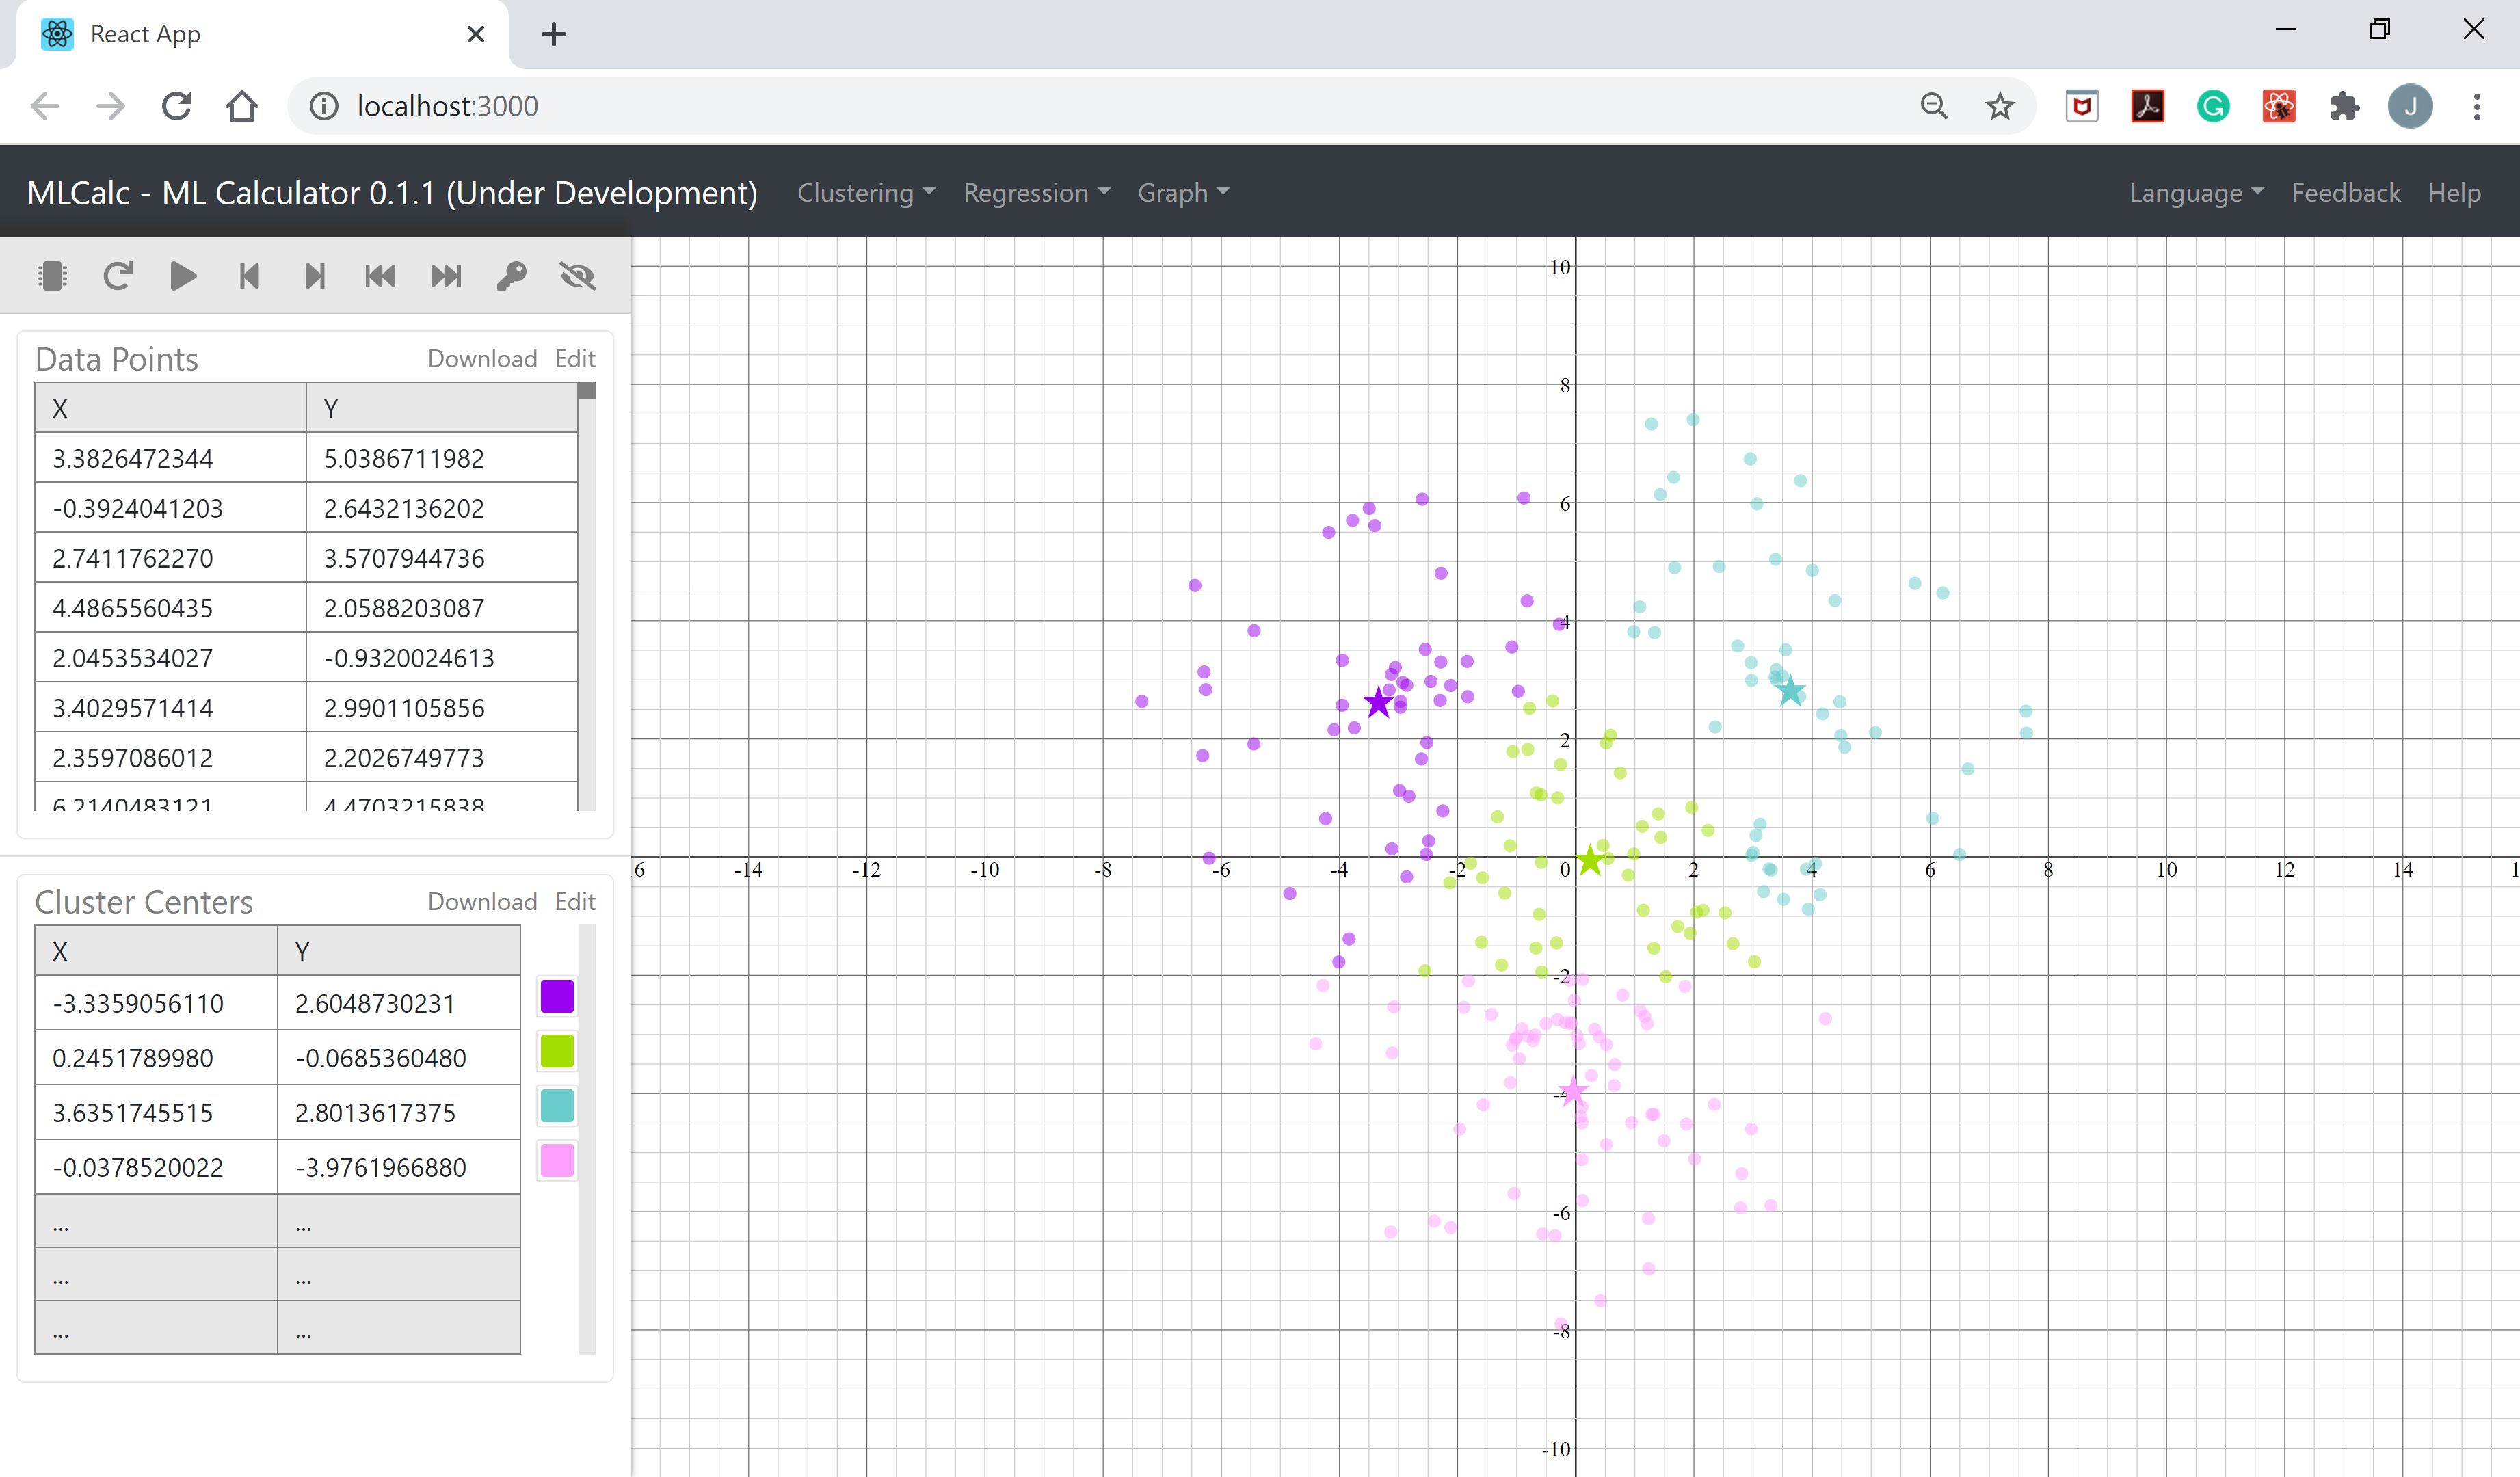 React App
localhost:3000
J
MLCalc - ML Calculator 0.1.1 (Under Development) Clustering Regression Graph Language Feedback Help
Data Points Download Edit
X Y
3.3826472344 5.0386711982
-0.3924041203 2.6432136202
2.7411762270 3.5707944736
4.4865560435 2.0588203087
2.0453534027 -0.9320024613
3.4029571414 2.9901105856
2.3597086012 2.2026749773
6.2140483121 4.4703215838
Cluster Centers Download Edit
X Y
-3.3359056110 2.6048730231
0.2451789980 -0.0685360480
3.6351745515 2.8013617375
-0.0378520022 -3.9761966880
... ...
... ...
... ...
10
8
6
4
2
6 -14 -12 -10 -8 -6 -4 -2 0 2 4 6 8 10 12 14 1
-2
-4
-6
-8
-10